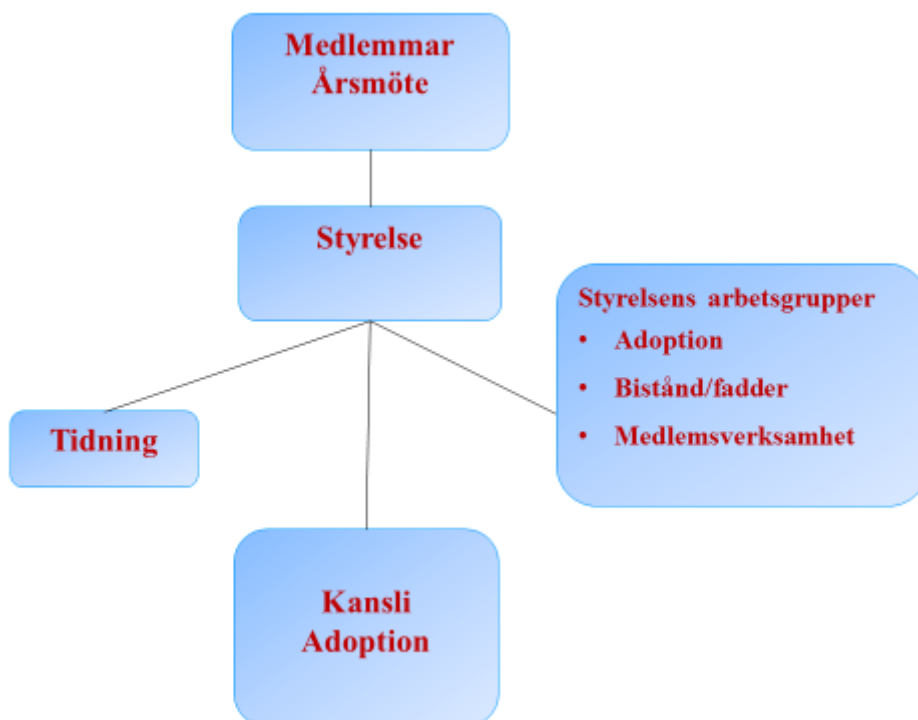 Medlemmar
Årsmöte
Styrelse
Styrelsens arbetsgrupper
• Adoption
• Bistånd/fadder
• Medlemsverksamhet
Tidning
Kansli
Adoption